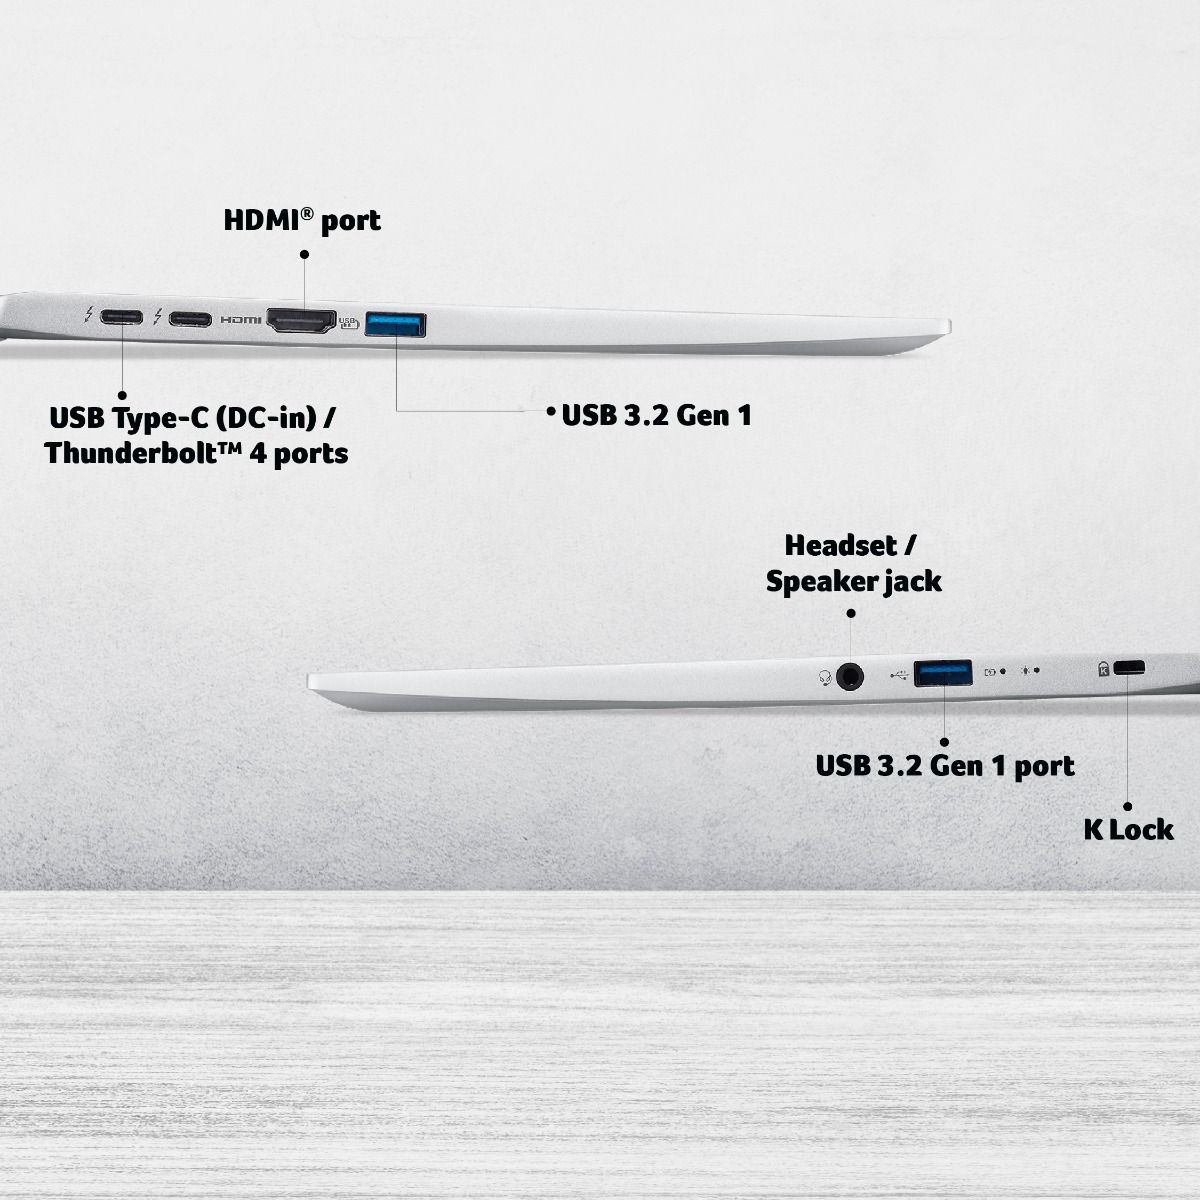 HDMI® port
HDMI
USB
USB Type-C (DC-in) /
Thunderbolt™ 4 ports
USB 3.2 Gen 1
Headset /
Speaker jack
K
USB 3.2 Gen 1 port
K Lock